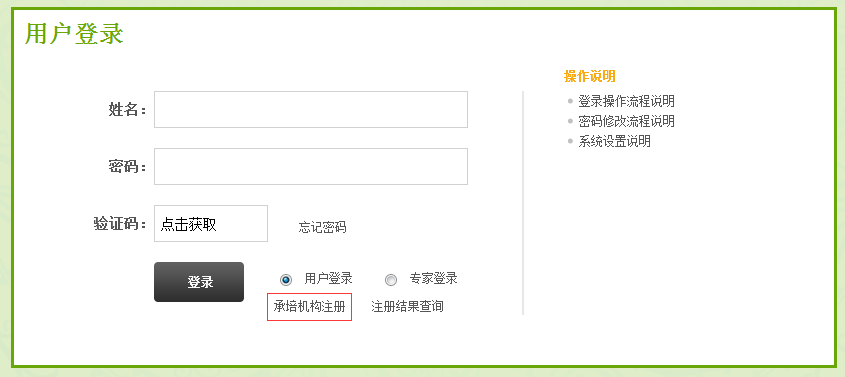 用户登录
姓名：
密码：
验证码： 点击获取 忘记密码
登录 用户登录 专家登录
承培机构注册 注册结果查询
操作说明
登录操作流程说明
密码修改流程说明
系统设置说明